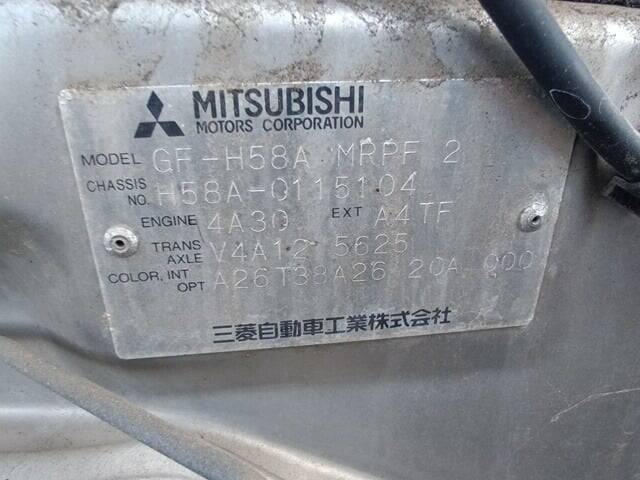 MITSUBISHI
MOTORS CORPORATION
MODEL GF-H58A MRPF 2
CHASSIS NO. H58A-0115104
ENGINE 4A30 EXT A4TF
TRANS AXLE V4A12 5625
COLOR, INT OPT A26T38A26 20A 000
三菱自動車工業株式会社